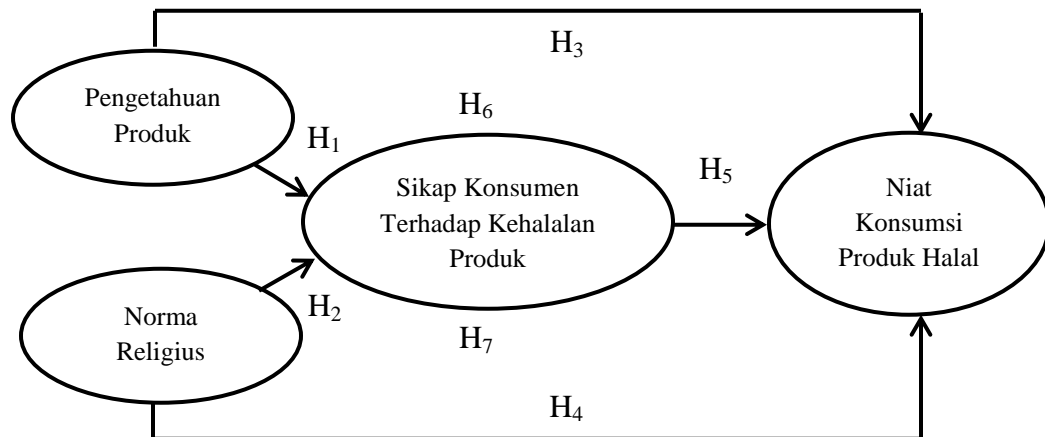 H₃
Pengetahuan
Produk
H₆
H₁
Sikap Konsumen
Terhadap Kehalalan
Produk
H₅
Niat
Konsumsi
Produk Halal
H₂
Norma
Religius
H₇
H₄